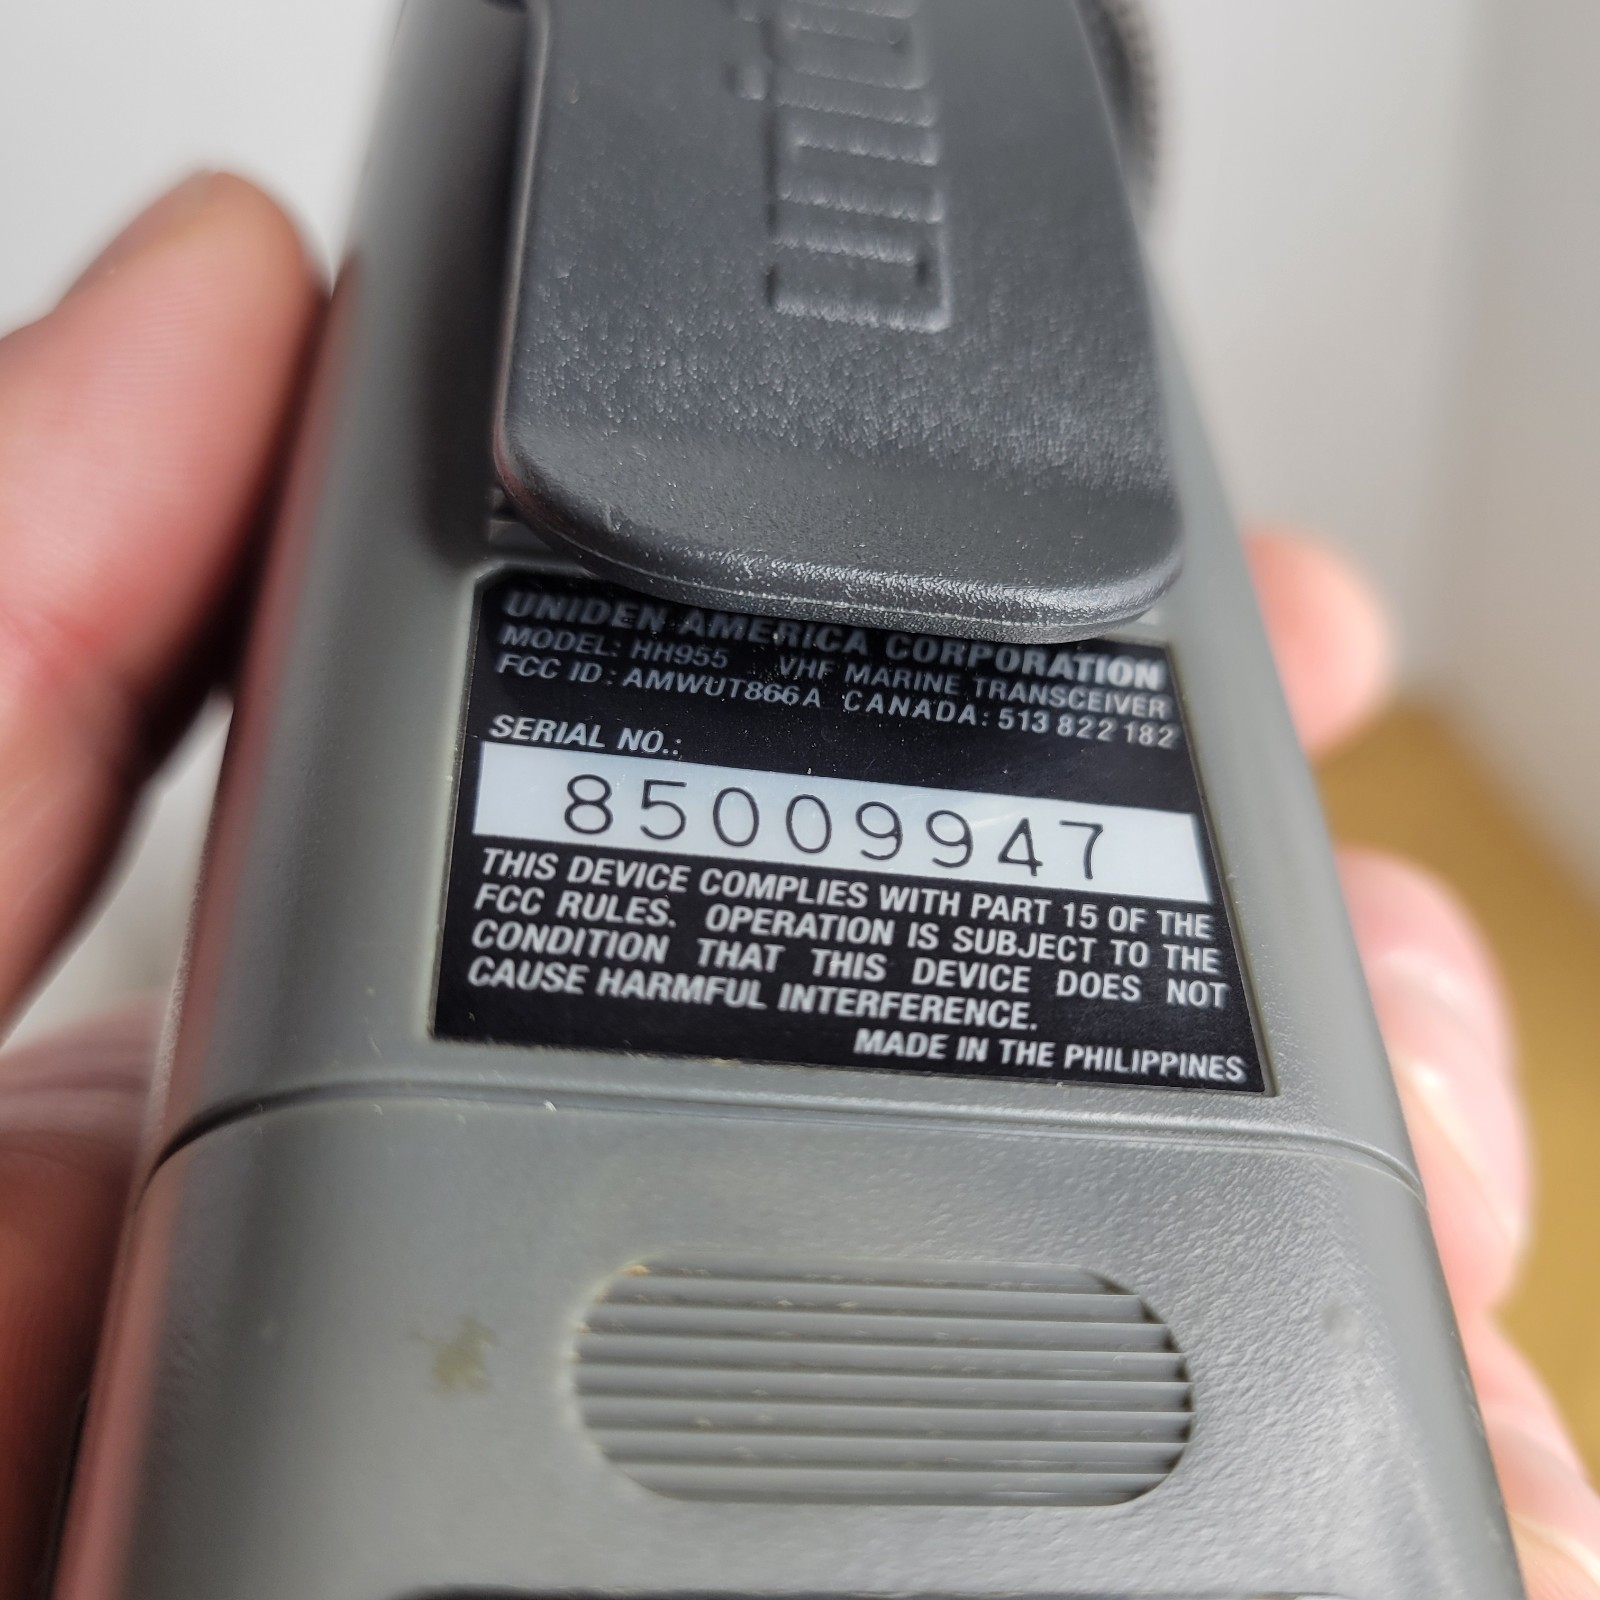 UNIDEN AMERICA CORPORATION
MODEL: HH955 VHF MARINE TRANSCEIVER
FCC ID: AMWUT866A CANADA: 513 822 182
SERIAL NO.:
85009947
THIS DEVICE COMPLIES WITH PART 15 OF THE
FCC RULES. OPERATION IS SUBJECT TO THE
CONDITION THAT THIS DEVICE DOES NOT
CAUSE HARMFUL INTERFERENCE.
MADE IN THE PHILIPPINES